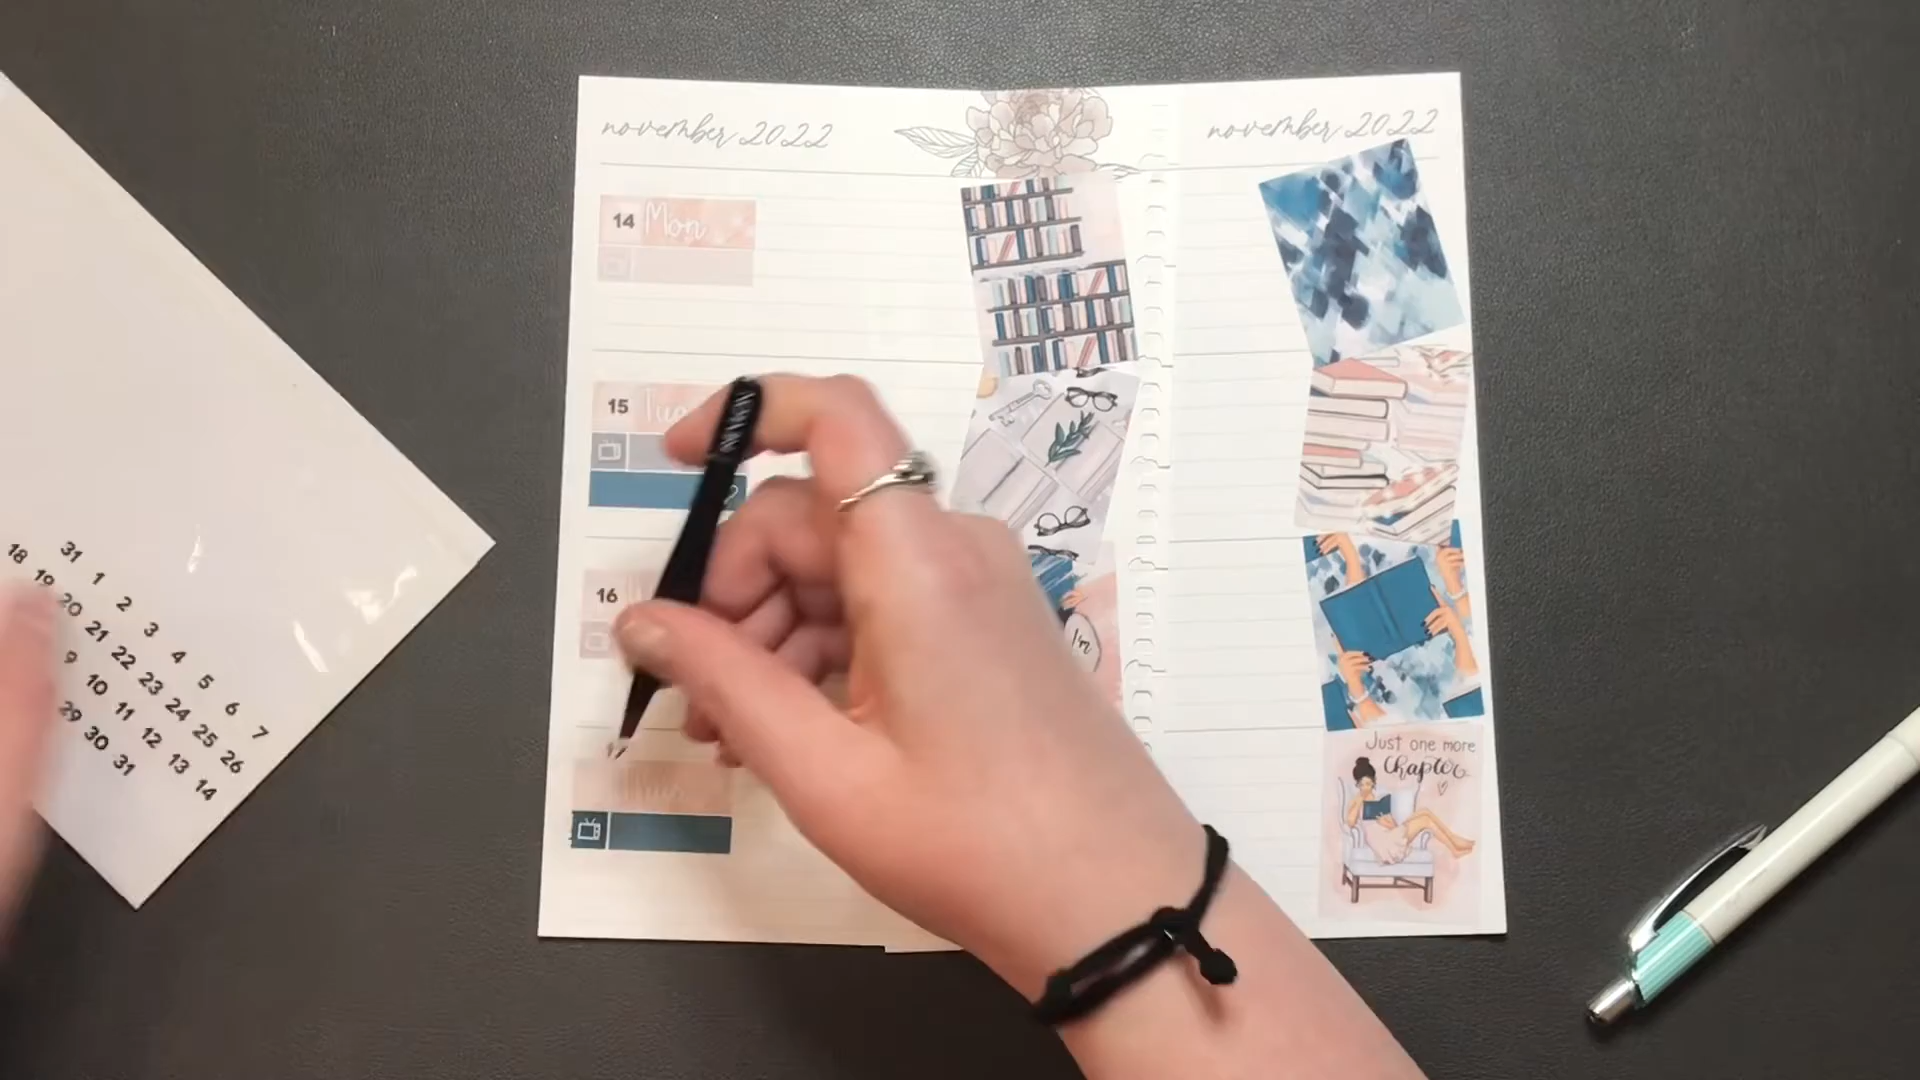 november 2022
november 2022
14 Mon
15 Tue
16
I'm
Just one more
chapter
31 1 2 3 4 5 6 7
18 19 20 21 22 23 24 25 26
9 10 11 12 13 14
29 30 31